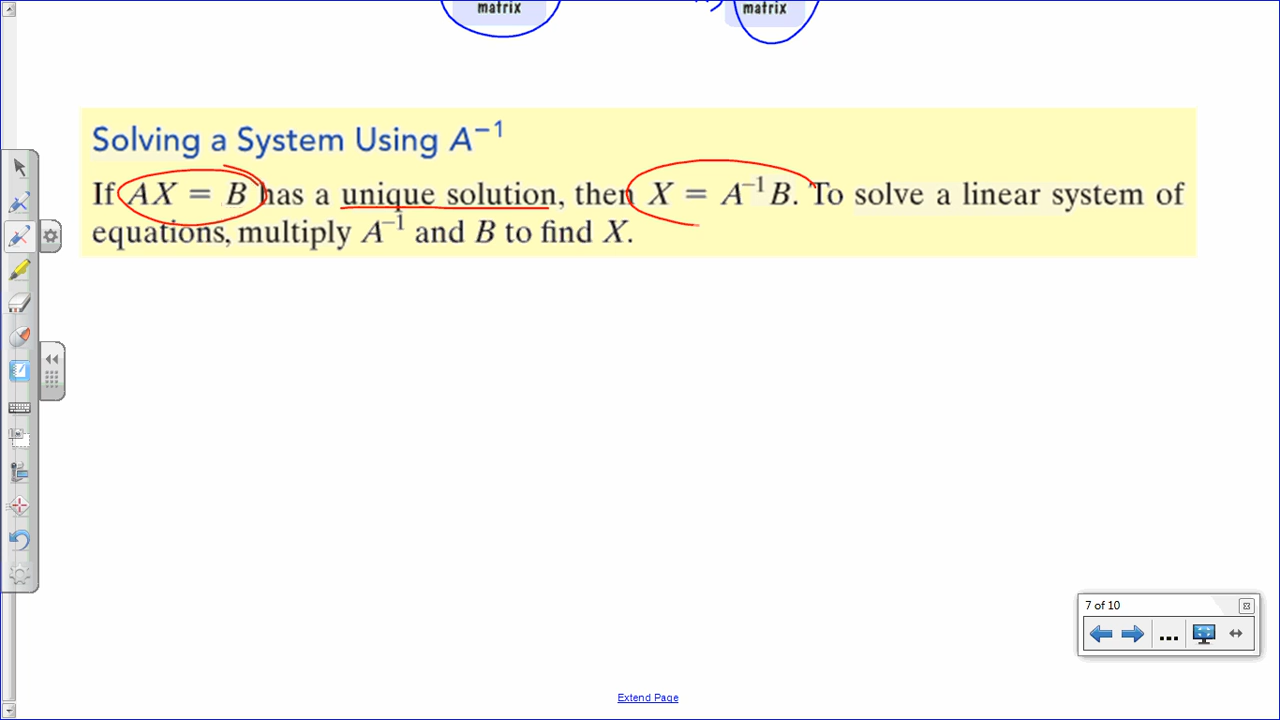 matrix matrix
Solving a System Using A⁻¹
If AX = B has a unique solution, then X = A⁻¹B. To solve a linear system of
equations, multiply A⁻¹ and B to find X.
7 of 10
...
Extend Page